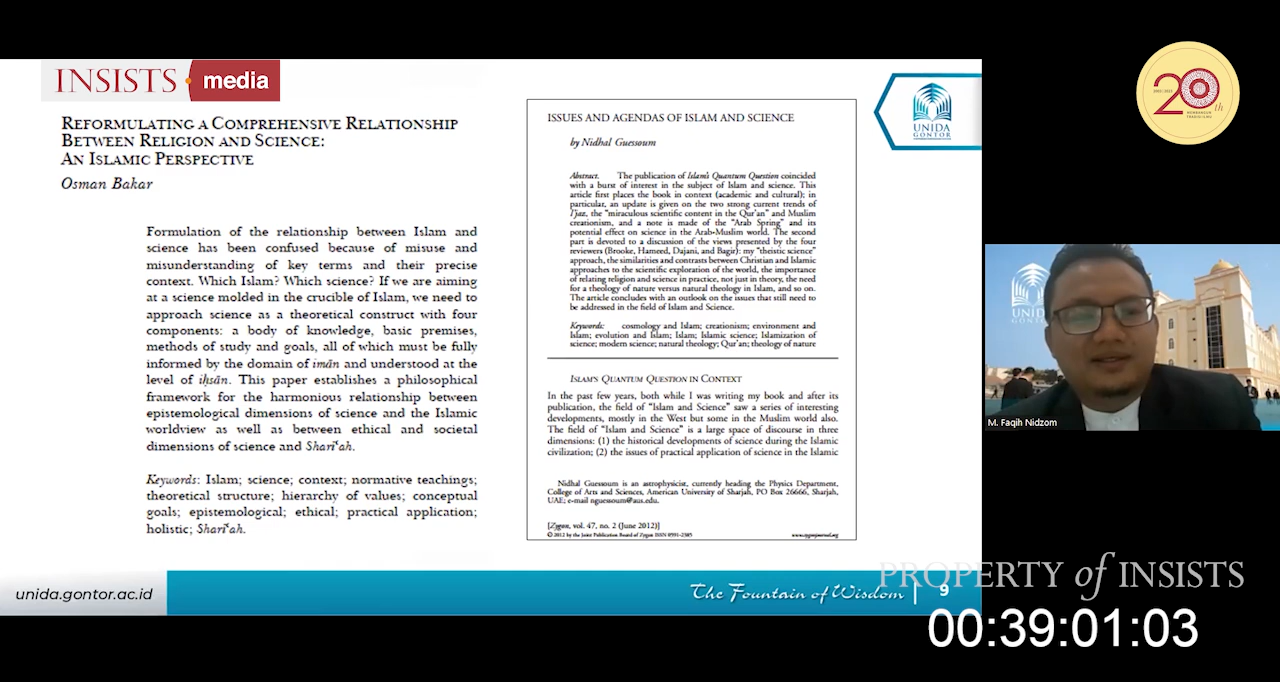 INSISTS media
REFORMULATING A COMPREHENSIVE RELATIONSHIP
BETWEEN RELIGION AND SCIENCE:
AN ISLAMIC PERSPECTIVE
Osman Bakar
Formulation of the relationship between Islam and
science has been confused because of misuse and
misunderstanding of key terms and their precise
context. Which Islam? Which science? If we are aiming
at a science molded in the crucible of Islam, we need to
approach science as a theoretical construct with four
components: a body of knowledge, basic premises,
methods of study and goals, all of which must be fully
informed by the domain of imān and understood at the
level of iḥsān. This paper establishes a philosophical
framework for the harmonious relationship between
epistemological dimensions of science and the Islamic
worldview as well as between ethical and societal
dimensions of science and Sharīʿah.
Keywords: Islam; science; context; normative teachings;
theoretical structure; hierarchy of values; conceptual
goals; epistemological; ethical; practical application;
holistic; Sharīʿah.
ISSUES AND AGENDAS OF ISLAM AND SCIENCE
by Nidhal Guessoum
Abstract. The publication of Islam's Quantum Question coincided
with a burst of interest in the subject of Islam and science. This
article first places the book in context (academic and cultural); in
particular, an update is given on the two strong current trends of
I'jaz, the "miraculous scientific content in the Qur'an" and Muslim
creationism, and a note is made of the "Arab Spring" and its
potential effect on science in the Arab-Muslim world. The second
part is devoted to a discussion of the views presented by the four
reviewers (Brooke, Hameed, Dajani, and Bagir): my "theistic science"
approach, the similarities and contrasts between Christian and Islamic
approaches to the scientific exploration of the world, the importance
of relating religion and science in practice, not just in theory, the need
for a theology of nature versus natural theology in Islam, and so on.
The article concludes with an outlook on the issues that still need to
be addressed in the field of Islam and Science.
Keywords: cosmology and Islam; creationism; environment and
Islam; evolution and Islam; Islam; Islamic science; Islamization of
science; modern science; natural theology; Qur'an; theology of nature
ISLAM'S QUANTUM QUESTION IN CONTEXT
In the past few years, both while I was writing my book and after its
publication, the field of "Islam and Science" saw a series of interesting
developments, mostly in the West but some in the Muslim world also.
The field of "Islam and Science" is a large space of discourse in three
dimensions: (1) the historical developments of science during the Islamic
civilization; (2) the issues of practical application of science in the Islamic
Nidhal Guessoum is an astrophysicist, currently heading the Physics Department,
College of Arts and Sciences, American University of Sharjah, PO Box 26666, Sharjah,
UAE; e-mail nguessoum@aus.edu.
[Zygon, vol. 47, no. 2 (June 2012)]
© 2012 by the Joint Publication Board of Zygon ISSN 0591-2385 www.zygonjournal.org
UNIDA
GONTOR
20th
UNIDA
M. Faqih Nidzom
unida.gontor.ac.id
The Fountain of Wisdom | 9
PROPERTY of INSISTS
00:39:01:03